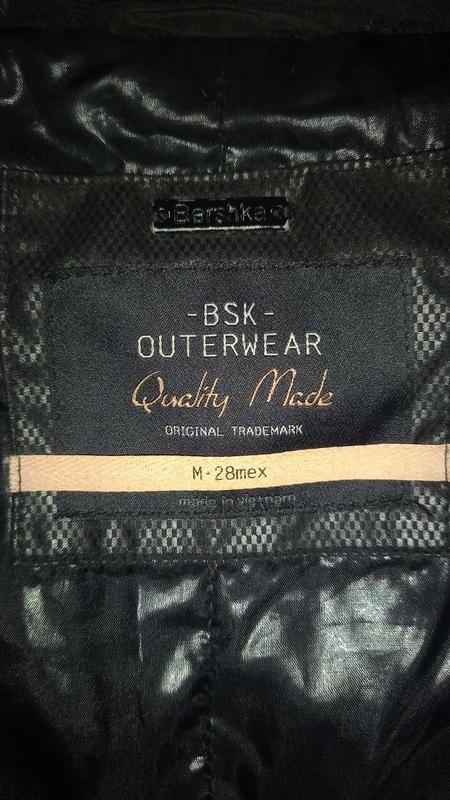 Bershka
-BSK-
OUTERWEAR
Quality Made
ORIGINAL TRADEMARK
M·28mex
made in vietnam